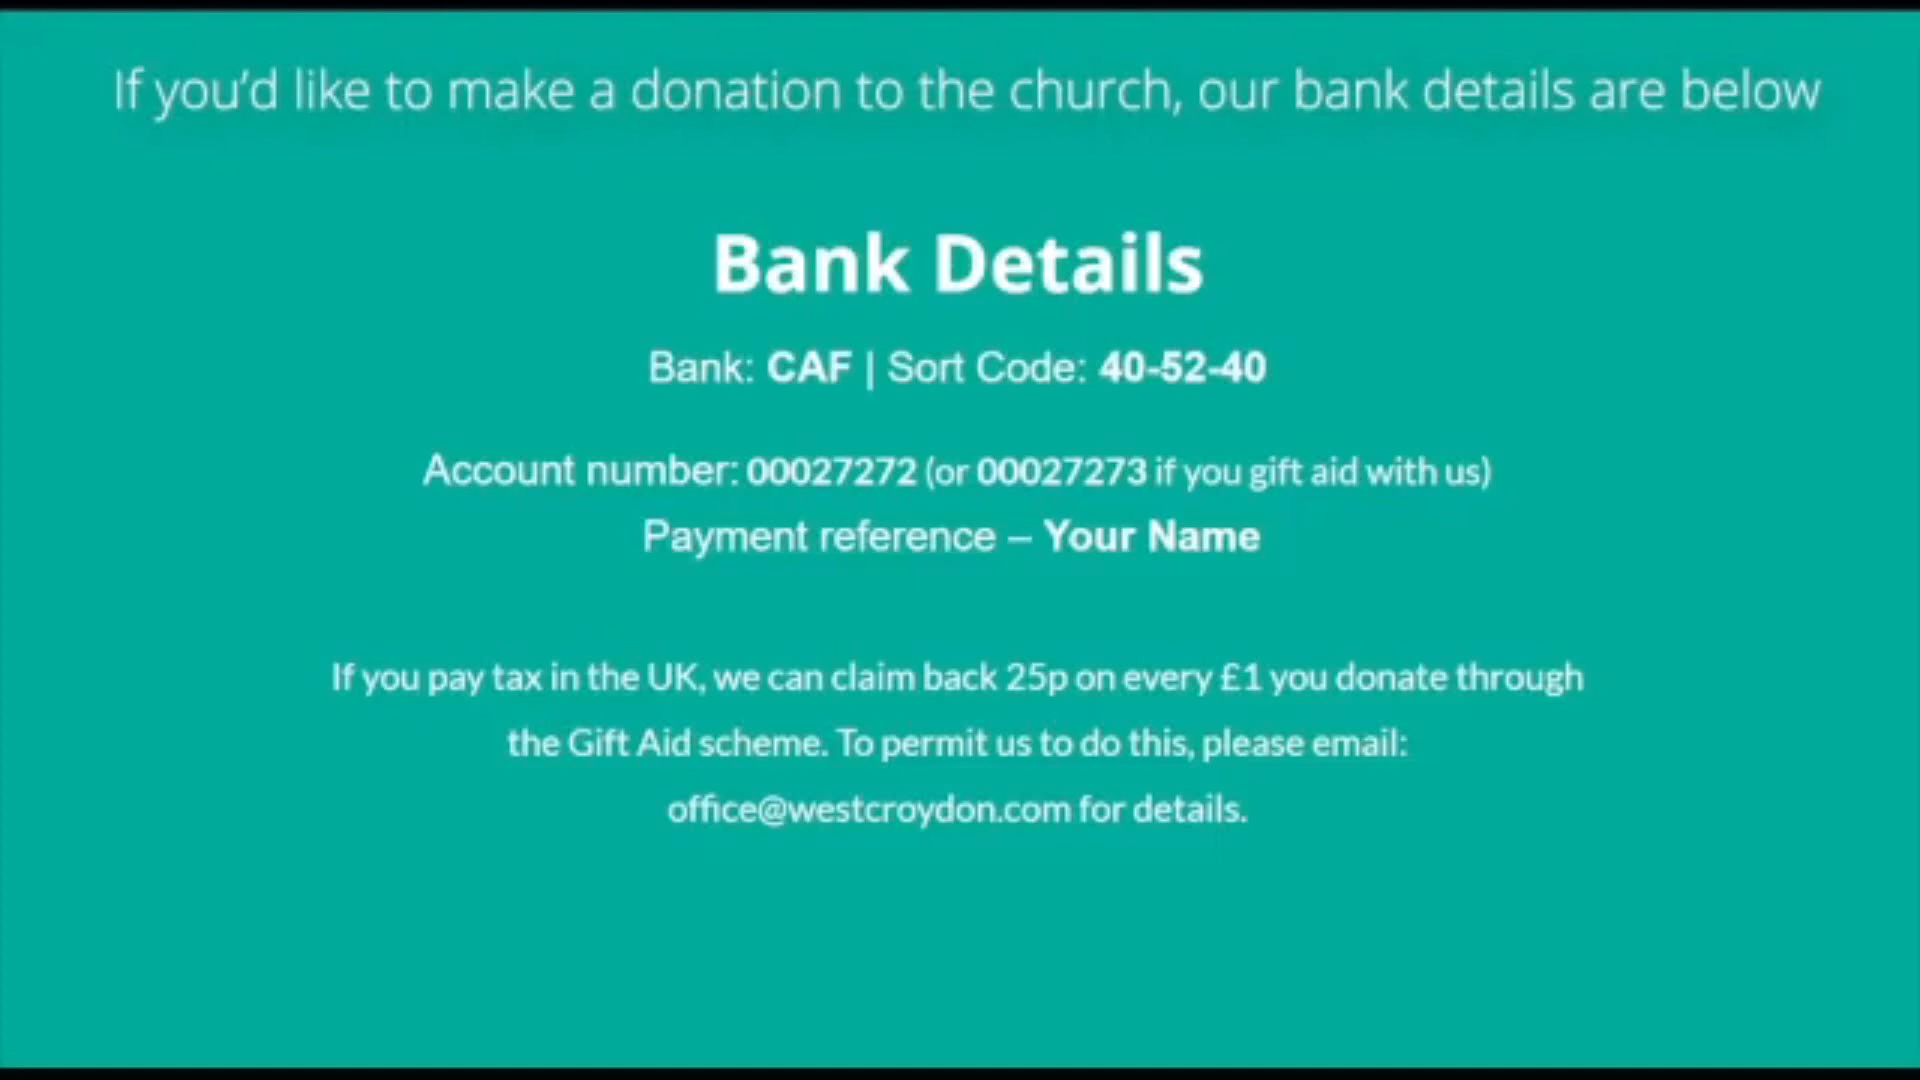 If you’d like to make a donation to the church, our bank details are below
Bank Details
Bank: CAF | Sort Code: 40-52-40
Account number: 00027272 (or 00027273 if you gift aid with us)
Payment reference – Your Name
If you pay tax in the UK, we can claim back 25p on every £1 you donate through
the Gift Aid scheme. To permit us to do this, please email:
office@westcroydon.com for details.